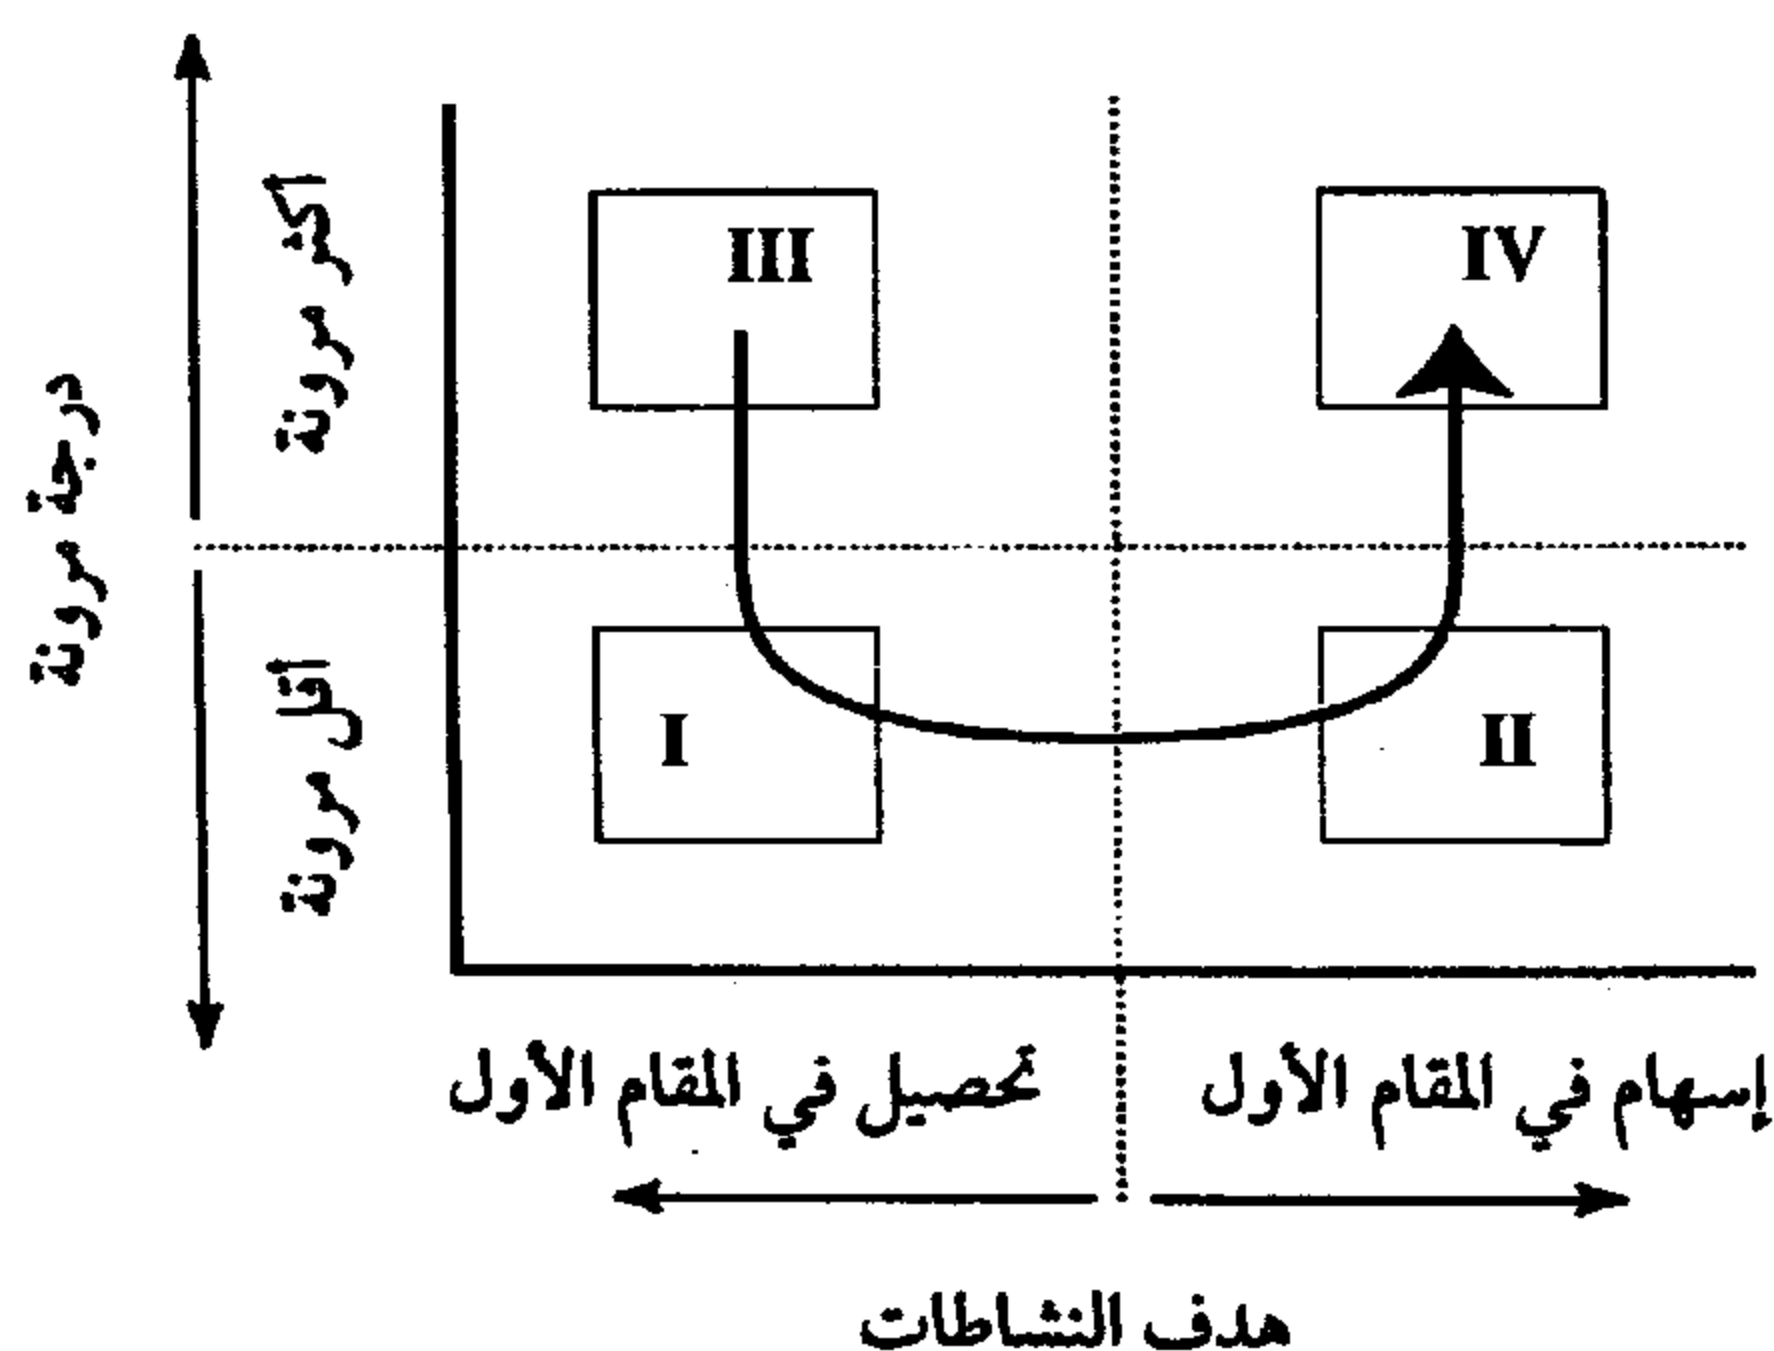 درجة مرونة
أكثر مرونة
أقل مرونة
III
IV
I
II
تحصيل في المقام الأول
إسهام في المقام الأول
هدف النشاطات